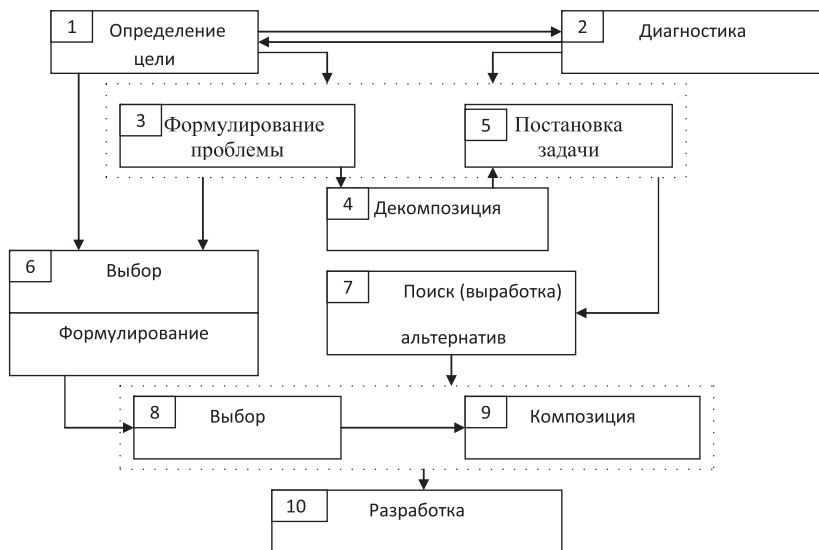 1 Определение
цели
2 Диагностика
3 Формулирование
проблемы
5 Постановка
задачи
4 Декомпозиция
6 Выбор
Формулирование
7 Поиск (выработка)
альтернатив
8 Выбор
9 Композиция
10 Разработка